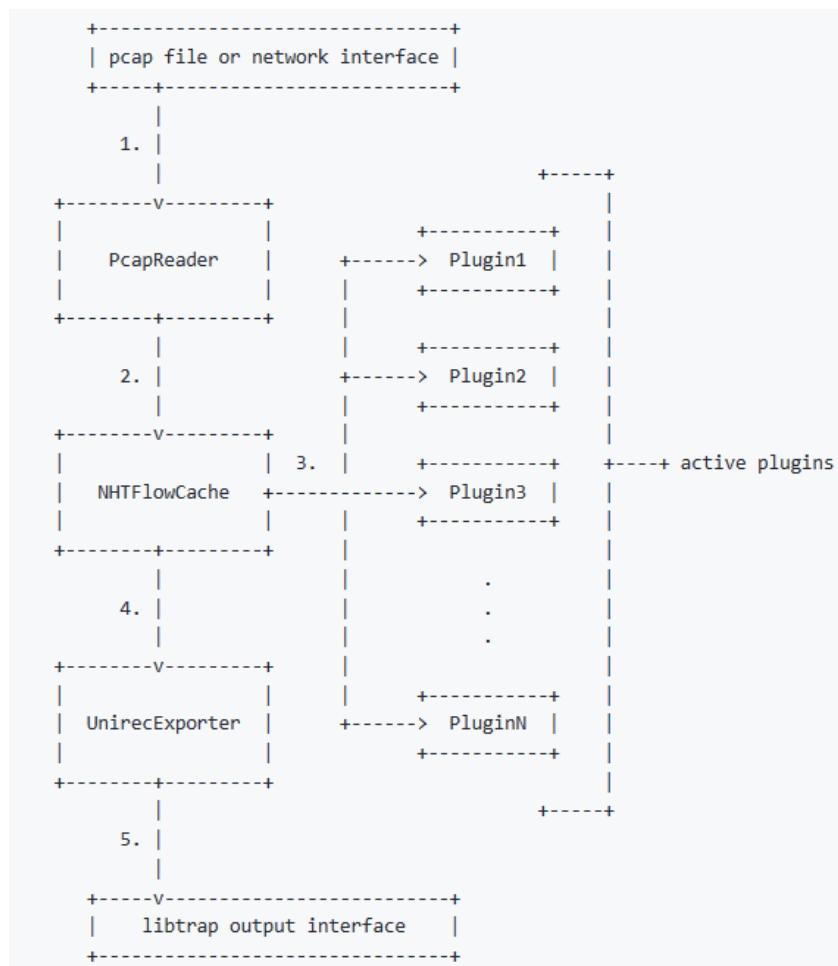 pcap file or network interface
1.
PcapReader
Plugin1
2.
Plugin2
3.
active plugins
NHTFlowCache
Plugin3
4.
UnirecExporter
PluginN
5.
libtrap output interface